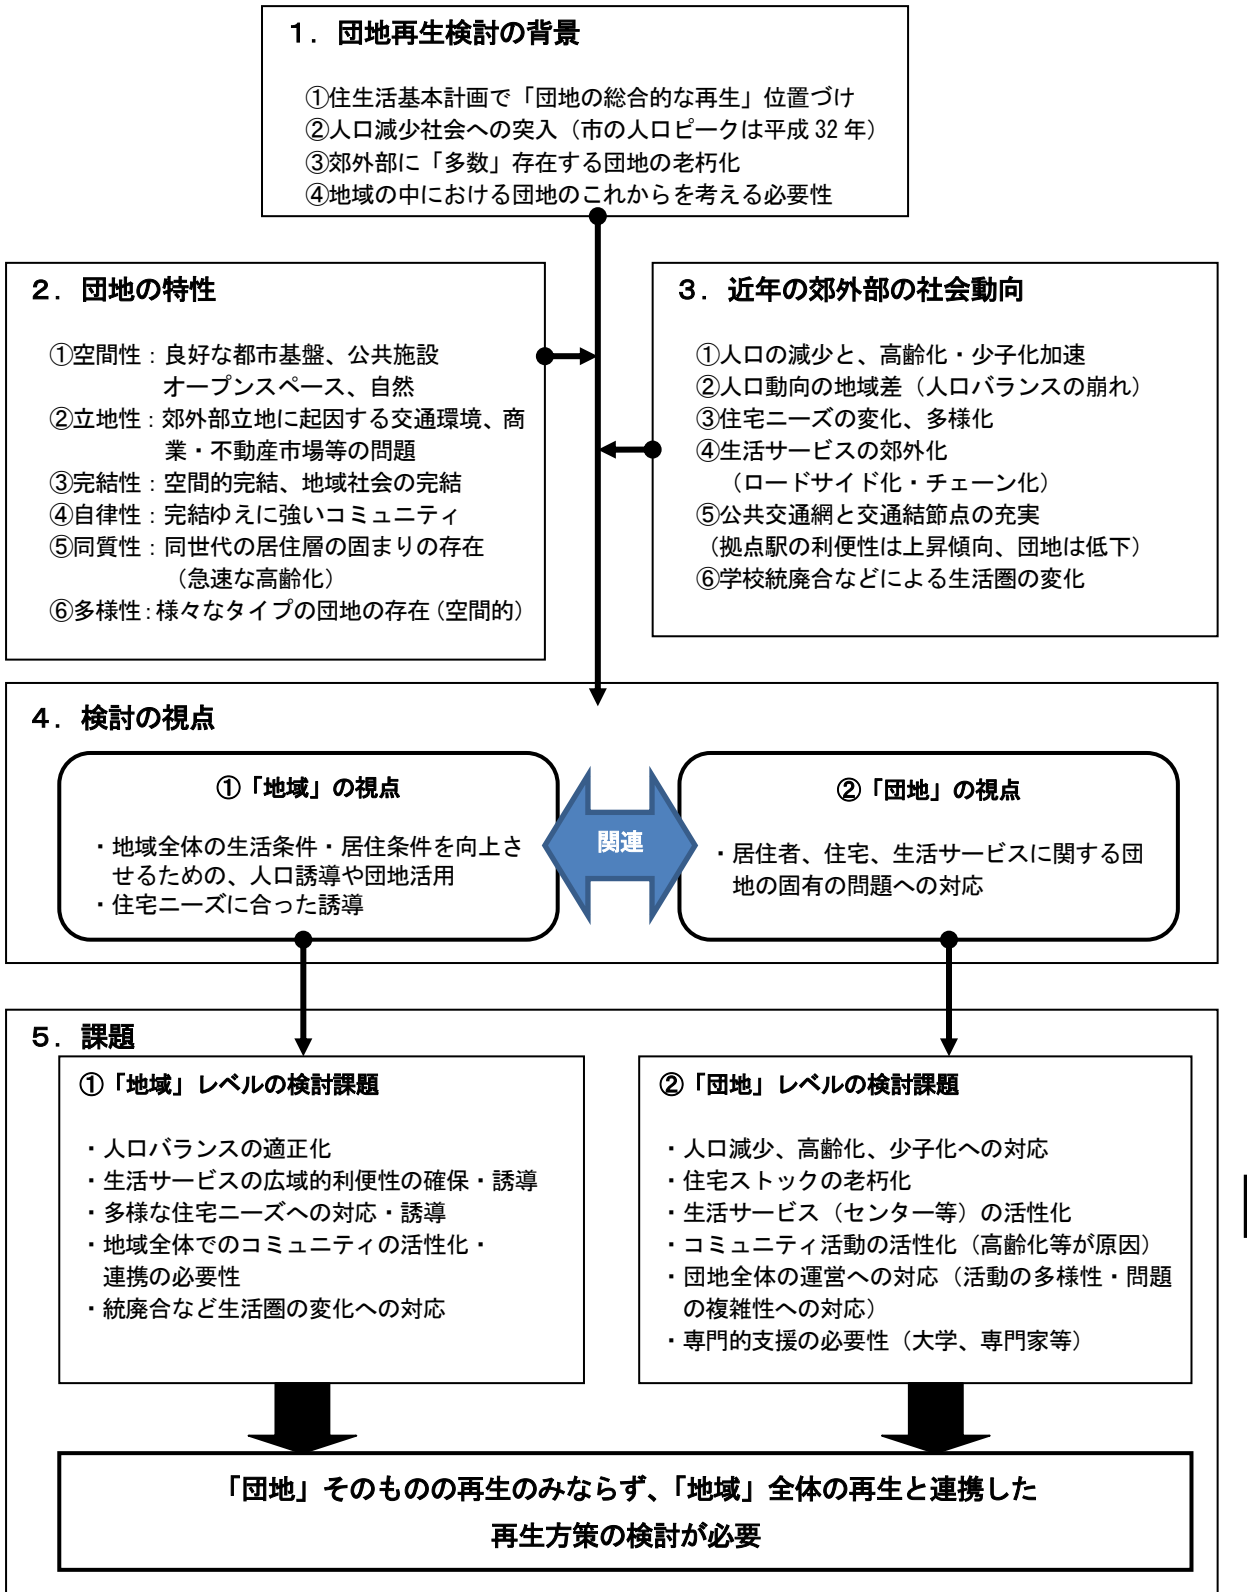 １．団地再生検討の背景
①住生活基本計画で「団地の総合的な再生」位置づけ
②人口減少社会への突入（市の人口ピークは平成 32 年）
③郊外部に「多数」存在する団地の老朽化
④地域の中における団地のこれからを考える必要性
２．団地の特性
①空間性：良好な都市基盤、公共施設
オープンスペース、自然
②立地性：郊外部立地に起因する交通環境、商
業・不動産市場等の問題
③完結性：空間的完結、地域社会の完結
④自律性：完結ゆえに強いコミュニティ
⑤同質性：同世代の居住層の固まりの存在
（急速な高齢化）
⑥多様性：様々なタイプの団地の存在（空間的）
３．近年の郊外部の社会動向
①人口の減少と、高齢化・少子化加速
②人口動向の地域差（人口バランスの崩れ）
③住宅ニーズの変化、多様化
④生活サービスの郊外化
（ロードサイド化・チェーン化）
⑤公共交通網と交通結節点の充実
（拠点駅の利便性は上昇傾向、団地は低下）
⑥学校統廃合などによる生活圏の変化
４．検討の視点
①「地域」の視点
・地域全体の生活条件・居住条件を向上さ
せるための、人口誘導や団地活用
・住宅ニーズに合った誘導
関連
②「団地」の視点
・居住者、住宅、生活サービスに関する団
地の固有の問題への対応
５．課題
①「地域」レベルの検討課題
・人口バランスの適正化
・生活サービスの広域的利便性の確保・誘導
・多様な住宅ニーズへの対応・誘導
・地域全体でのコミュニティの活性化・
連携の必要性
・統廃合など生活圏の変化への対応
②「団地」レベルの検討課題
・人口減少、高齢化、少子化への対応
・住宅ストックの老朽化
・生活サービス（センター等）の活性化
・コミュニティ活動の活性化（高齢化等が原因）
・団地全体の運営への対応（活動の多様性・問題
の複雑性への対応）
・専門的支援の必要性（大学、専門家等）
「団地」そのものの再生のみならず、「地域」全体の再生と連携した
再生方策の検討が必要